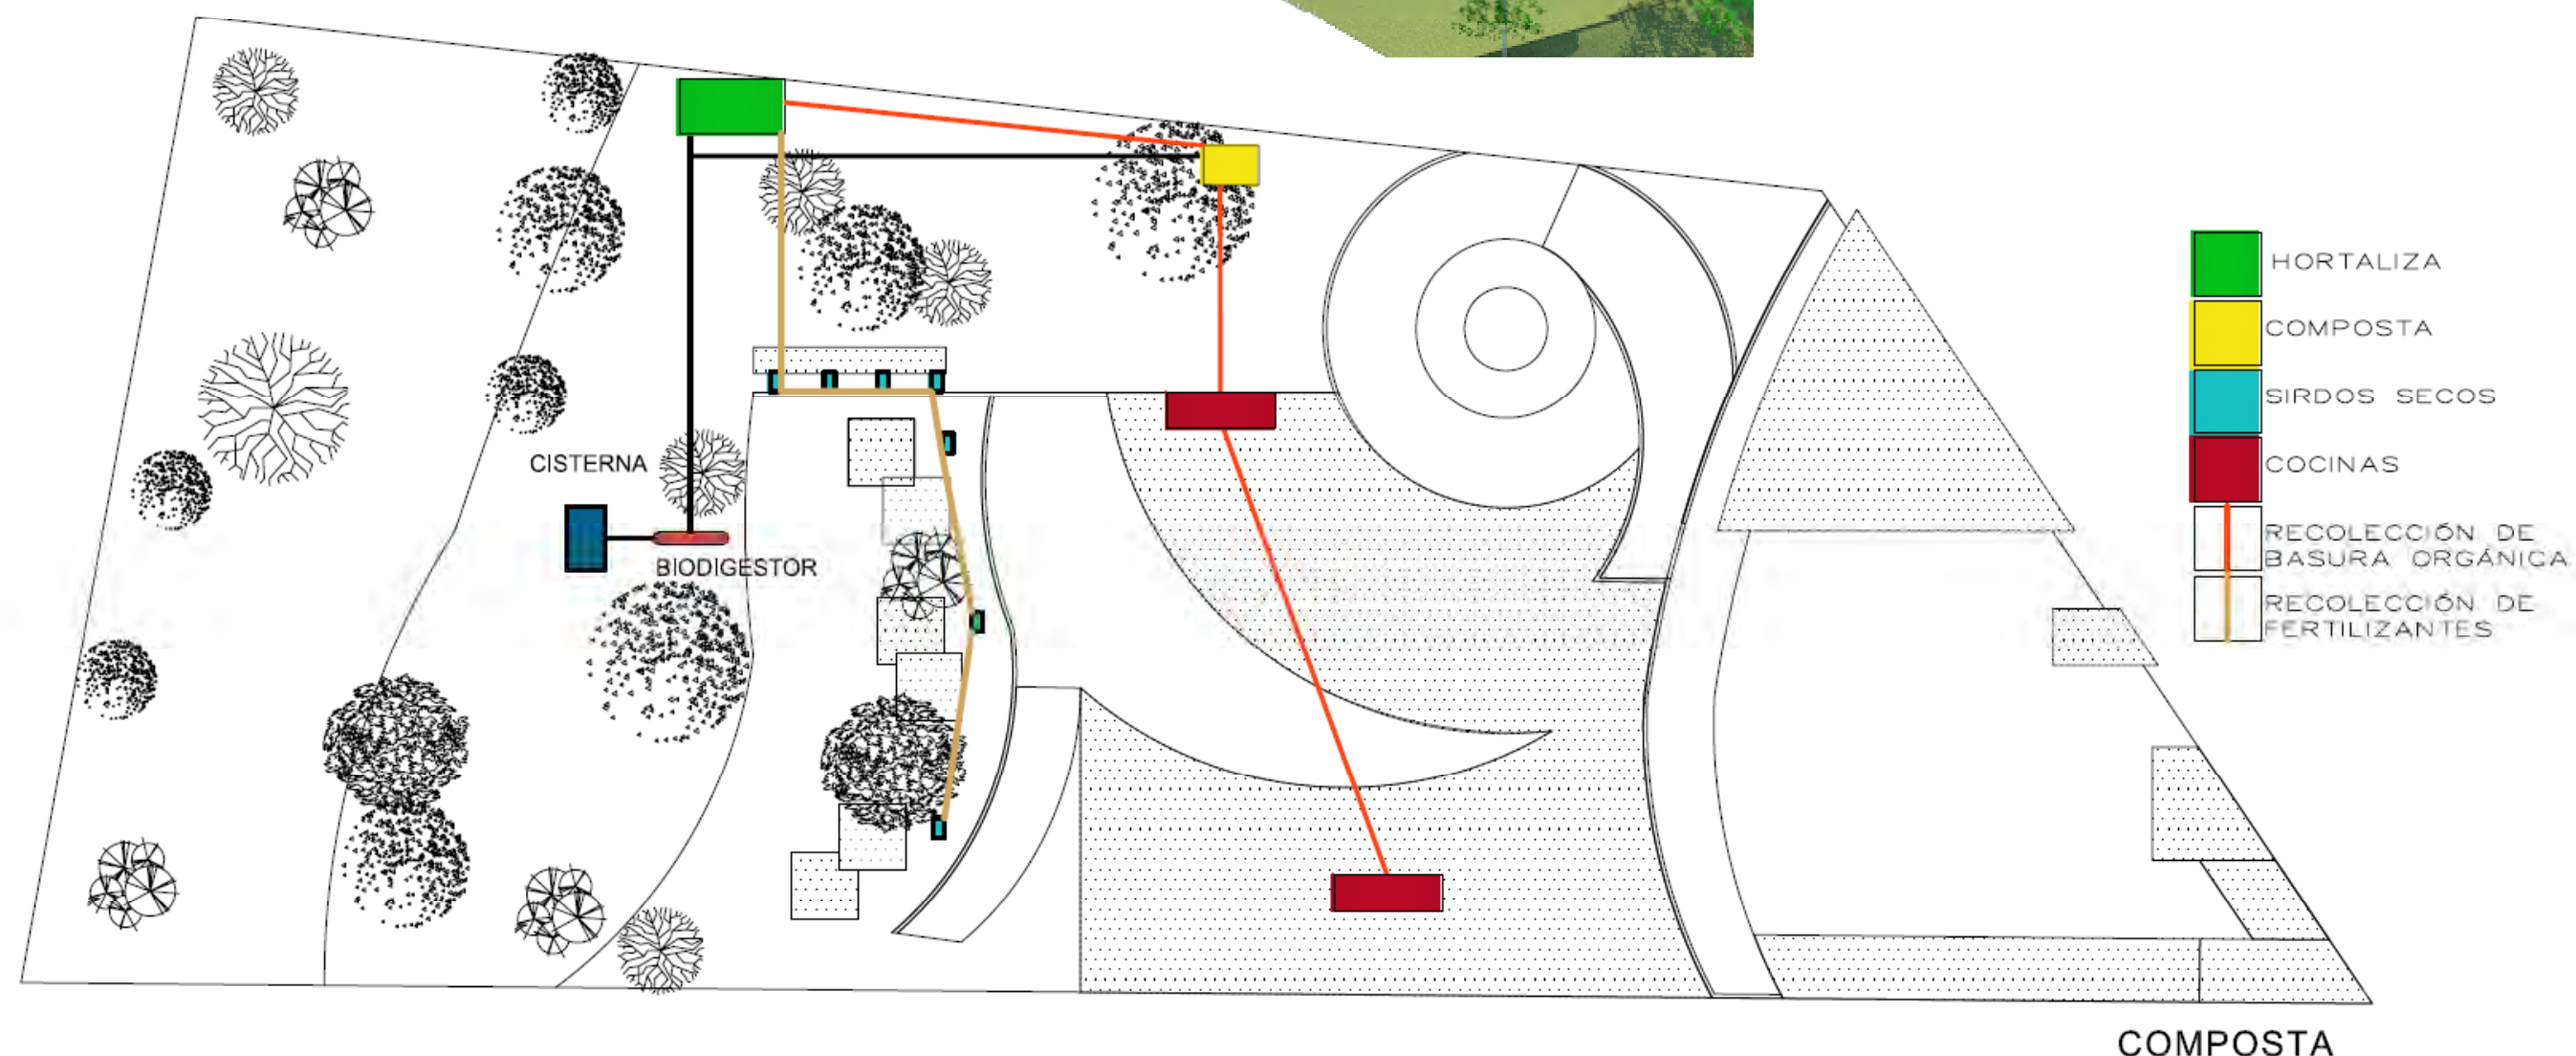 CISTERNA
BIODIGESTOR
HORTALIZA
COMPOSTA
SIRDOS SECOS
COCINAS
RECOLECCIÓN DE
BASURA ORGÁNICA
RECOLECCIÓN DE
FERTILIZANTES
COMPOSTA